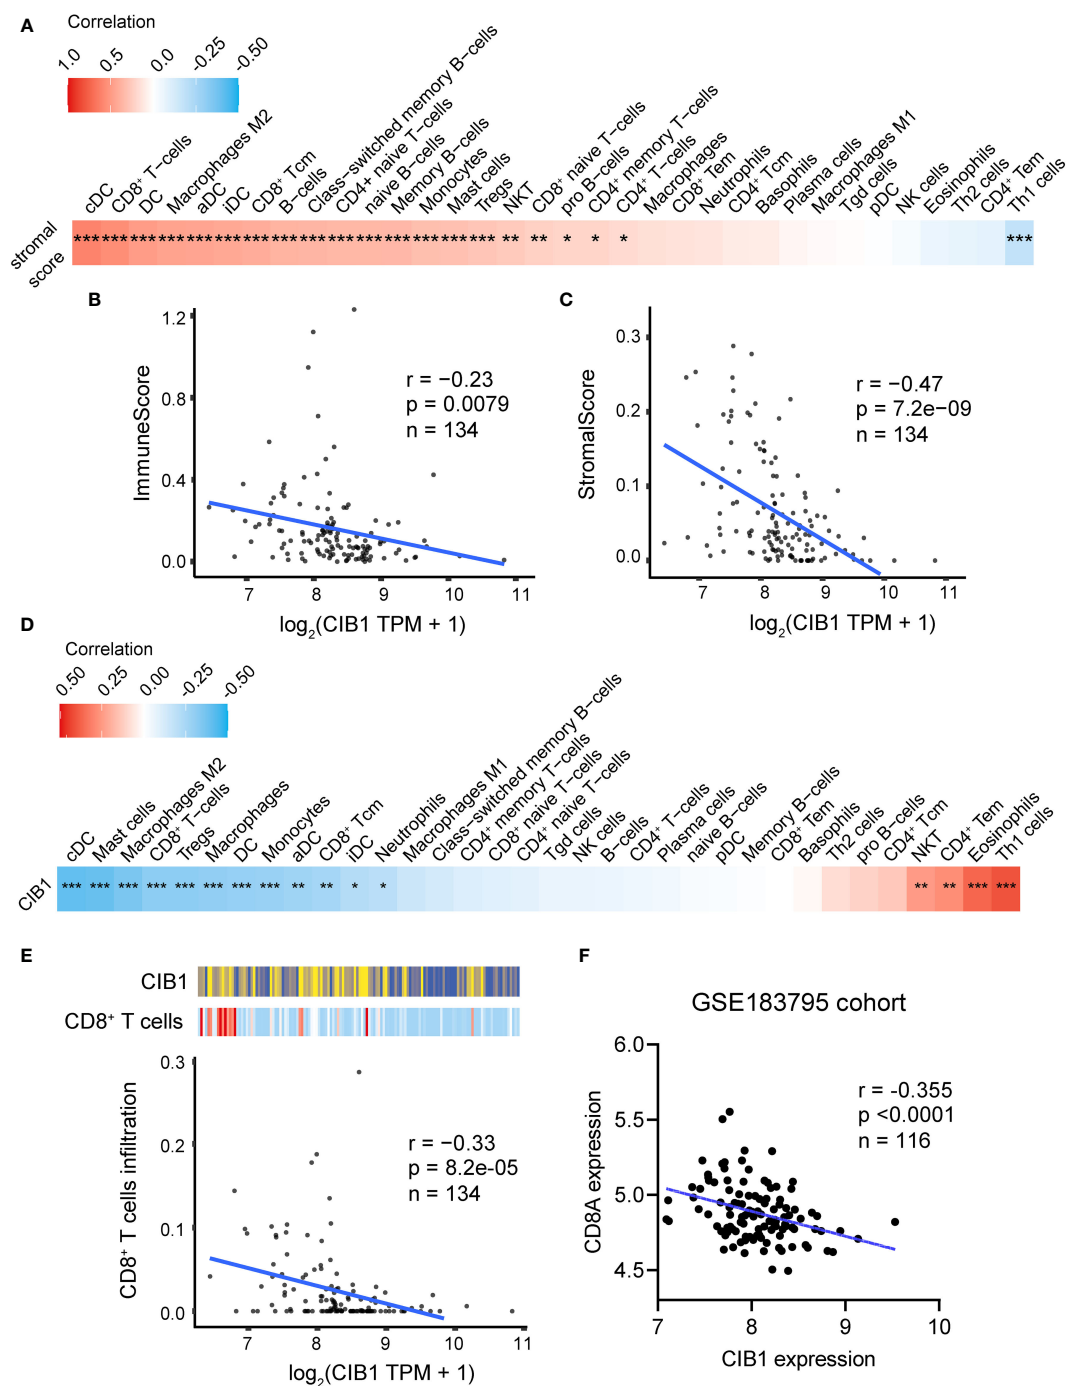 A
Correlation
1.0 0.5 0.0 -0.25 -0.50
cDC
CD8+ T−cells
DC
Macrophages M2
aDC
iDC
CD8+ Tcm
B−cells
Class−switched memory B−cells
CD4+ naive T−cells
naive B−cells
Memory B−cells
Monocytes
Mast cells
Tregs
NKT
CD8+ naive T−cells
pro B−cells
CD4+ memory T−cells
CD4+ T−cells
Macrophages
CD8+ Tem
Neutrophils
CD4+ Tcm
Basophils
Plasma cells
Macrophages M1
Tgd cells
pDC
NK cells
Eosinophils
Th2 cells
CD4+ Tem
Th1 cells
stromal
score
*** *** *** *** *** *** *** *** *** *** *** *** *** *** *** ** ** * * * ***
B
ImmuneScore
1.2
0.8
0.4
0.0
r = −0.23
p = 0.0079
n = 134
7 8 9 10 11
log2(CIB1 TPM + 1)
C
StromalScore
0.3
0.2
0.1
0.0
r = −0.47
p = 7.2e−09
n = 134
7 8 9 10 11
log2(CIB1 TPM + 1)
D
Correlation
0.50 0.25 0.00 -0.25 -0.50
cDC
Mast cells
Macrophages M2
CD8+ T−cells
Tregs
Macrophages
DC
Monocytes
aDC
CD8+ Tcm
iDC
Neutrophils
Macrophages M1
Class−switched memory B−cells
CD4+ memory T−cells
CD8+ naive T−cells
CD4+ naive T−cells
Tgd cells
NK cells
B−cells
CD4+ T−cells
Plasma cells
naive B−cells
pDC
Memory B−cells
CD8+ Tem
Basophils
Th2 cells
pro B−cells
CD4+ Tcm
NKT
CD4+ Tem
Eosinophils
Th1 cells
CIB1
*** *** *** *** *** *** *** *** ** ** * * ** ** *** ***
E
CIB1
CD8+ T cells
CD8+ T cells infiltration
0.3
0.2
0.1
0.0
r = −0.33
p = 8.2e-05
n = 134
7 8 9 10 11
log2(CIB1 TPM + 1)
F
GSE183795 cohort
CD8A expression
6.0
5.5
5.0
4.5
r = -0.355
p <0.0001
n = 116
7 8 9 10
CIB1 expression